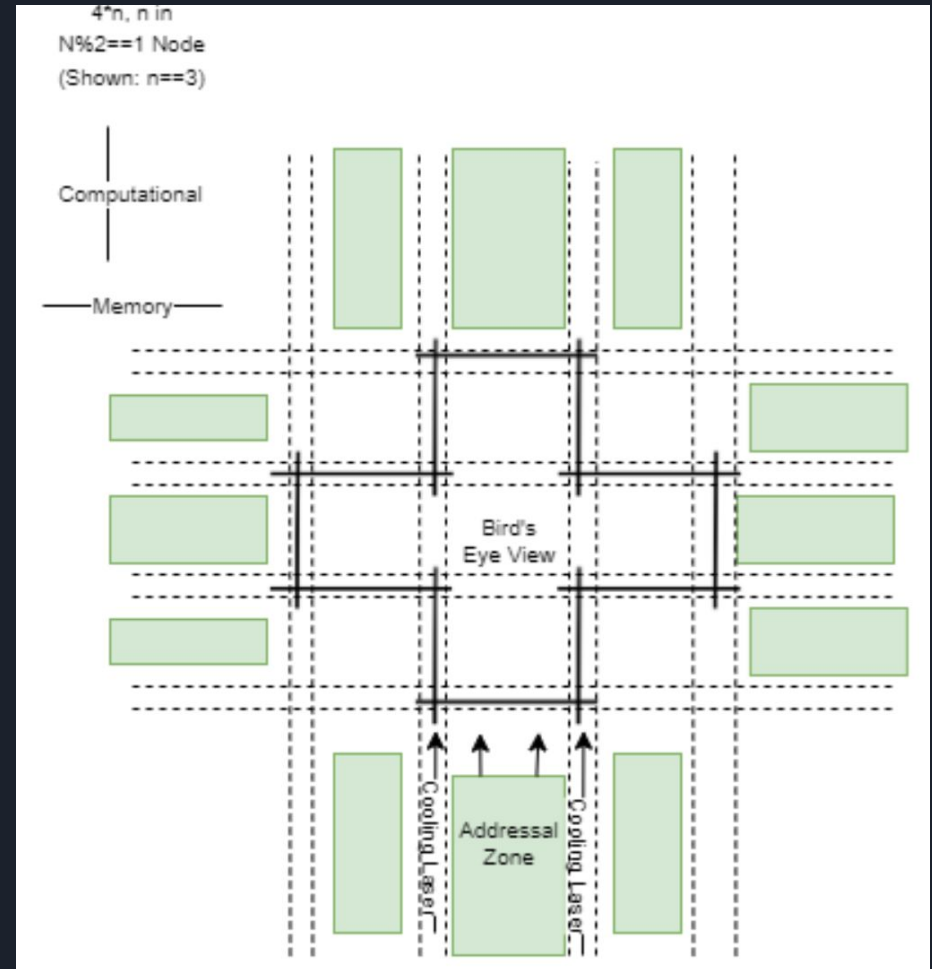 4*n, n in
N%2==1 Node
(Shown: n==3)
Computational
Memory
Bird's
Eye View
Addressal
Zone
Cooling Laser
Cooling Laser